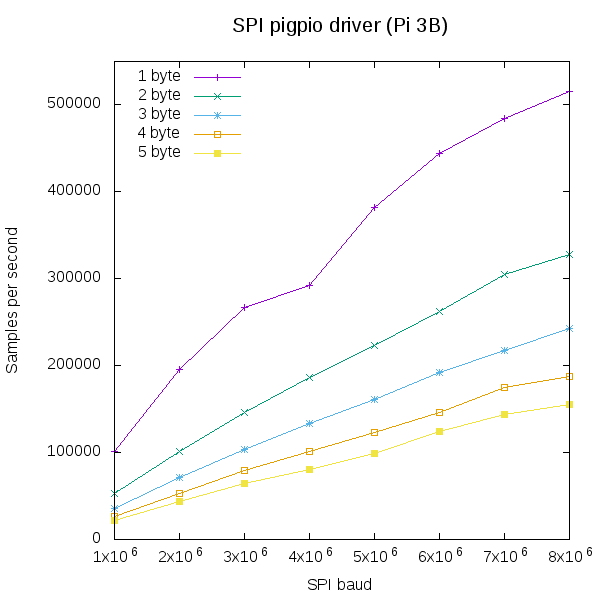 SPI pigpio driver (Pi 3B)
1 byte
2 byte
3 byte
4 byte
5 byte
500000
400000
300000
200000
100000
0
Samples per second
1x10^6 2x10^6 3x10^6 4x10^6 5x10^6 6x10^6 7x10^6 8x10^6
SPI baud